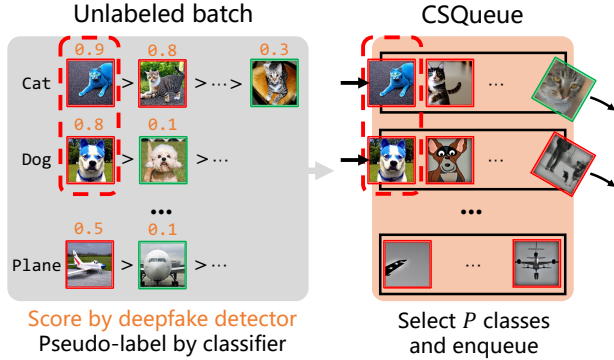 Unlabeled batch
CSQueue
0.9 0.8 0.3
Cat > > ··· >
0.8 0.1
Dog > > ···
···
···
0.5 0.1
Plane > > ···
···
Score by deepfake detector
Pseudo-label by classifier
Select P classes
and enqueue